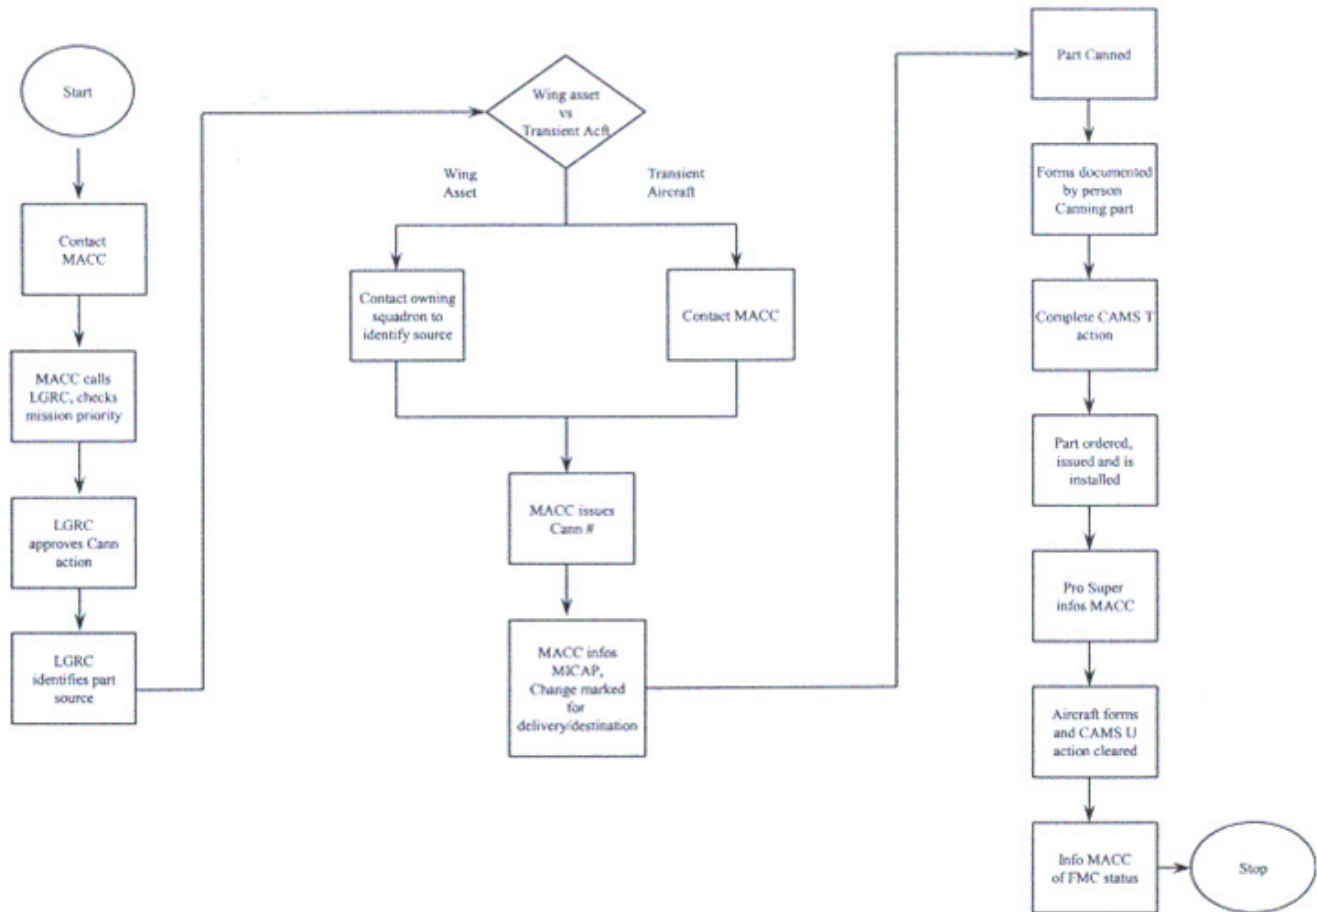 Start
Contact
MACC
MACC calls
LGRC, checks
mission priority
LGRC
approves Cann
action
LGRC
identifies part
source
Wing asset
vs
Transient Acft
Wing
Asset
Transient
Aircraft
Contact owning
squadron to
identify source
Contact MACC
MACC issues
Cann #
MACC infos
MICAP,
Change marked
for
delivery/destination
Part Canned
Forms documented
by person
Canning part
Complete CAMS T
action
Part ordered,
issued and is
installed
Pro Super
infos MACC
Aircraft forms
and CAMS U
action cleared
Info MACC
of FMC status
Stop